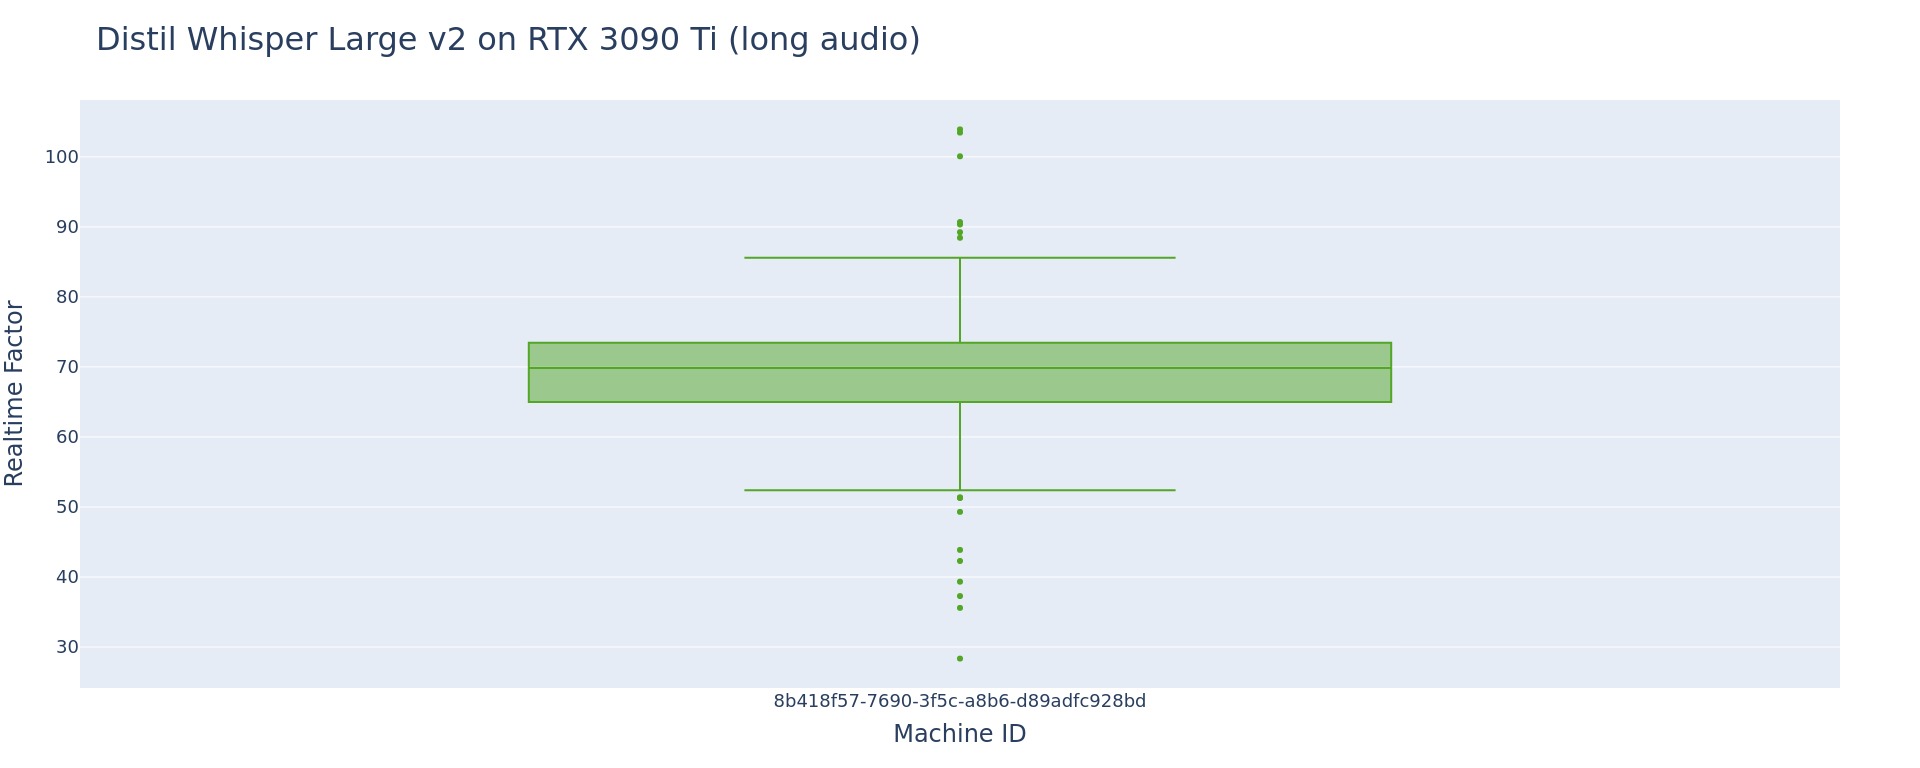 Distil Whisper Large v2 on RTX 3090 Ti (long audio)
100
90
80
70
60
50
40
30
Realtime Factor
8b418f57-7690-3f5c-a8b6-d89adfc928bd
Machine ID